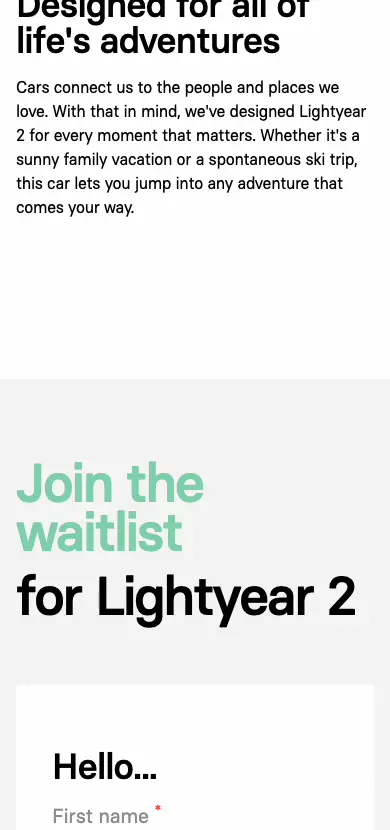 Designed for all of
life's adventures
Cars connect us to the people and places we
love. With that in mind, we've designed Lightyear
2 for every moment that matters. Whether it's a
sunny family vacation or a spontaneous ski trip,
this car lets you jump into any adventure that
comes your way.
Join the
waitlist
for Lightyear 2
Hello...
First name *